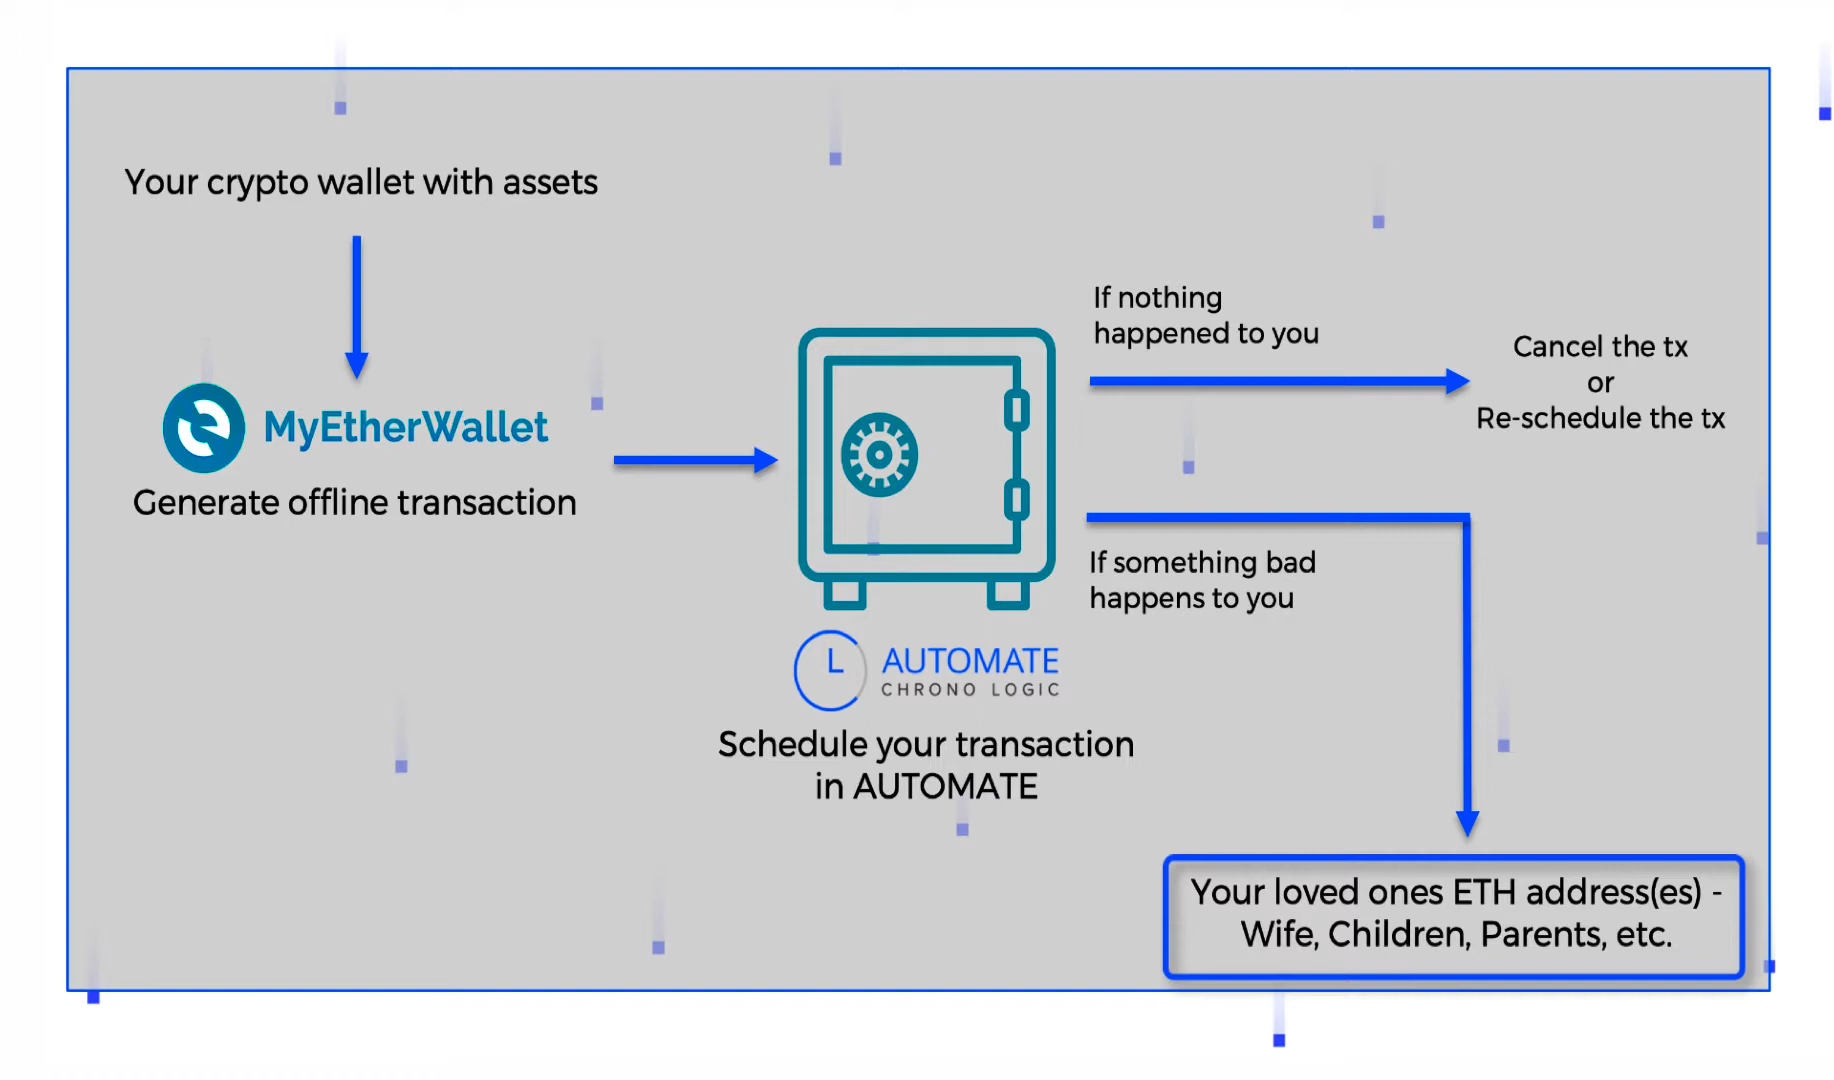 Your crypto wallet with assets
MyEtherWallet
Generate offline transaction
AUTOMATE
CHRONO LOGIC
Schedule your transaction
in AUTOMATE
If nothing
happened to you
Cancel the tx
or
Re-schedule the tx
If something bad
happens to you
Your loved ones ETH address(es) -
Wife, Children, Parents, etc.